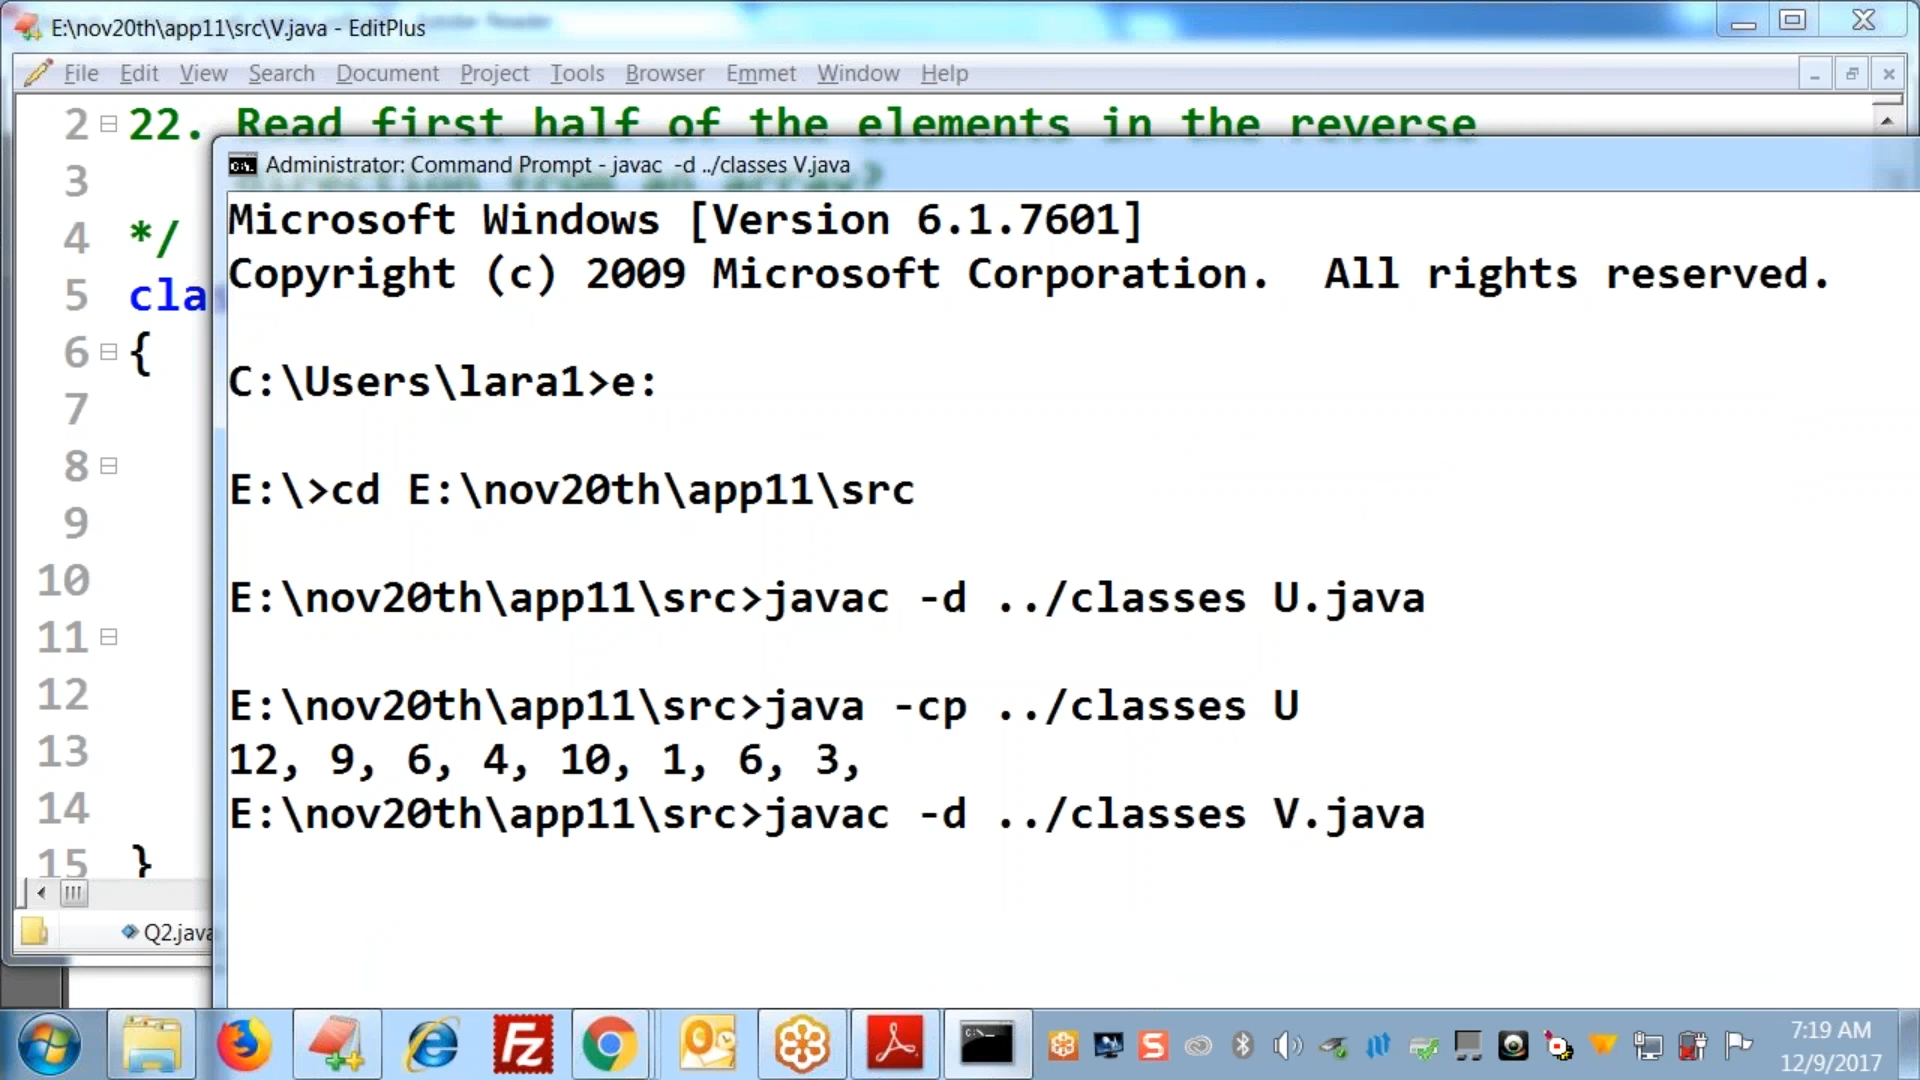 E:\nov20th\app11\src\V.java - EditPlus
File Edit View Search Document Project Tools Browser Emmet Window Help
2 22. Read first half of the elements in the reverse
3
4 */
5 cla
6 {
7
8
9
10
11
12
13
14
15 }
Administrator: Command Prompt - javac -d ../classes V.java
Microsoft Windows [Version 6.1.7601]
Copyright (c) 2009 Microsoft Corporation. All rights reserved.
C:\Users\lara1>e:
E:\>cd E:\nov20th\app11\src
E:\nov20th\app11\src>javac -d ../classes U.java
E:\nov20th\app11\src>java -cp ../classes U
12, 9, 6, 4, 10, 1, 6, 3,
E:\nov20th\app11\src>javac -d ../classes V.java
Q2.java
7:19 AM
12/9/2017